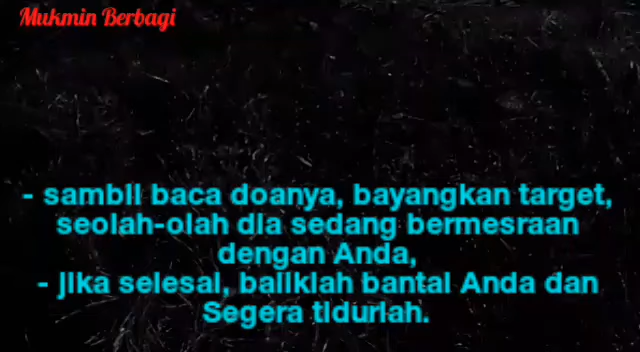 Mukmin Berbagi
- sambil baca doanya, bayangkan target,
seolah-olah dia sedang bermesraan
dengan Anda,
- jika selesai, baliklah bantal Anda dan
Segera tidurlah.